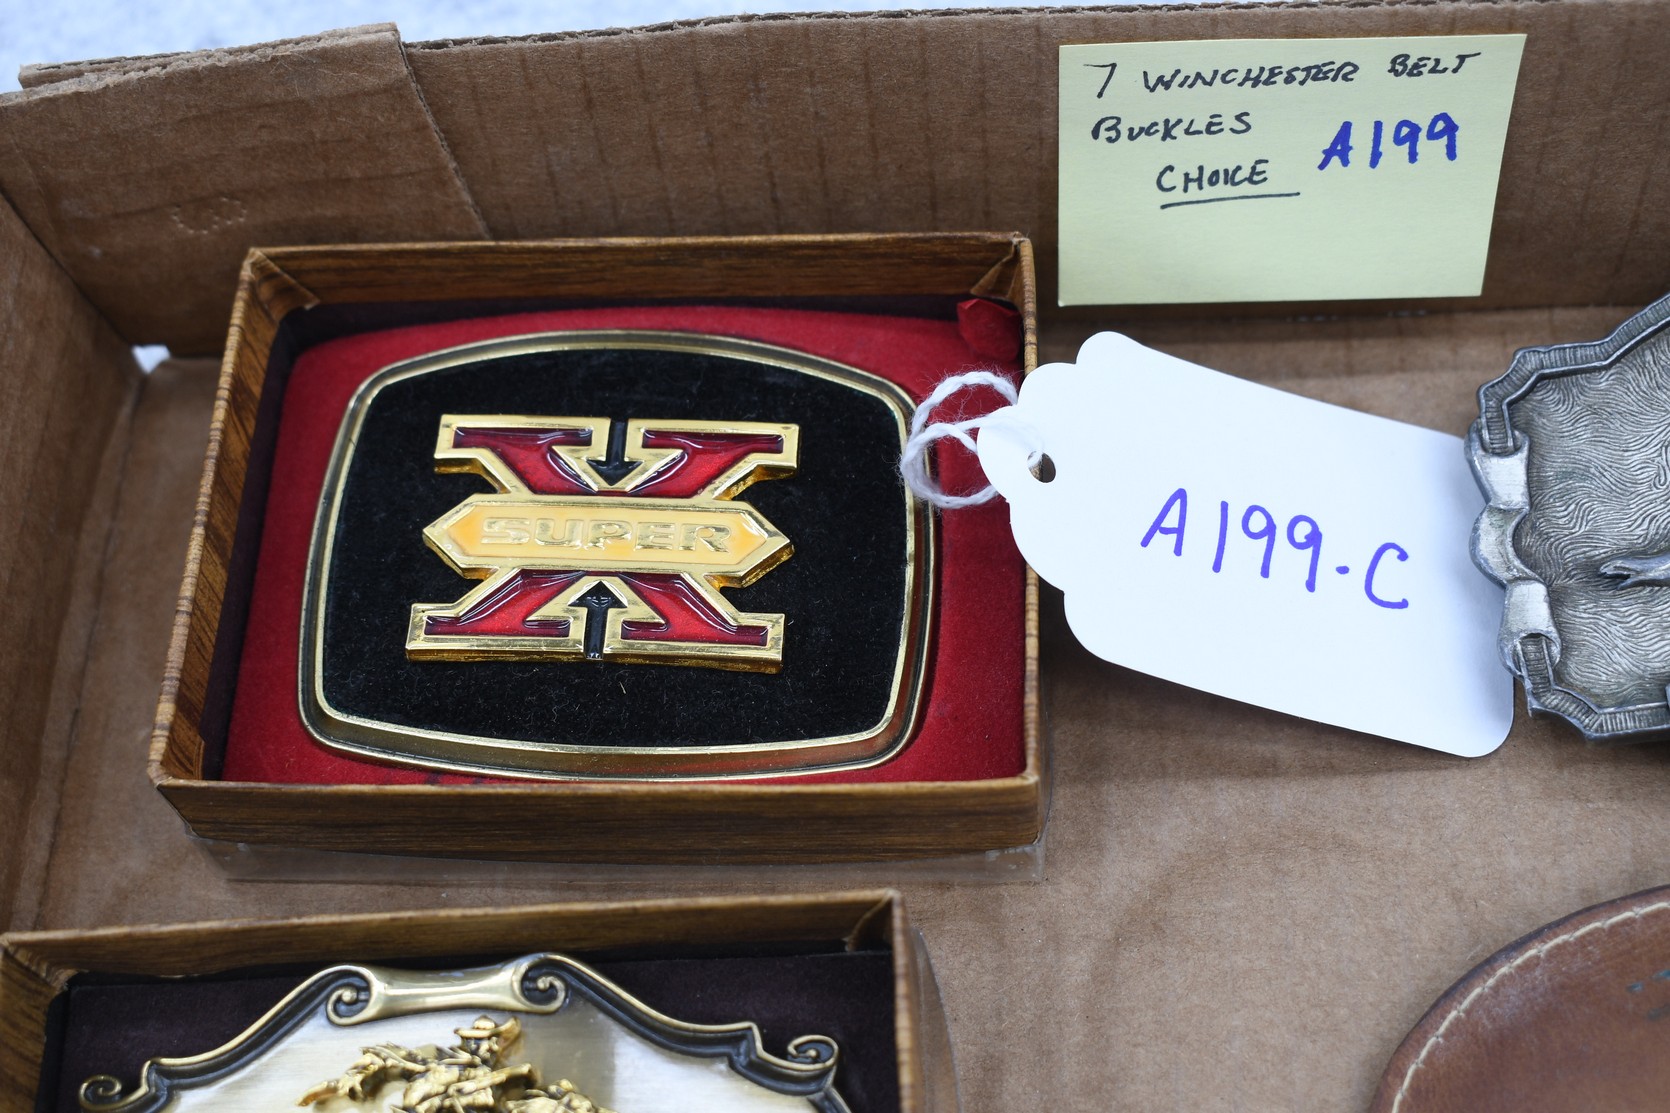 7 WINCHESTER BELT
BUCKLES
CHOICE
A199
SUPER
X
A199-C